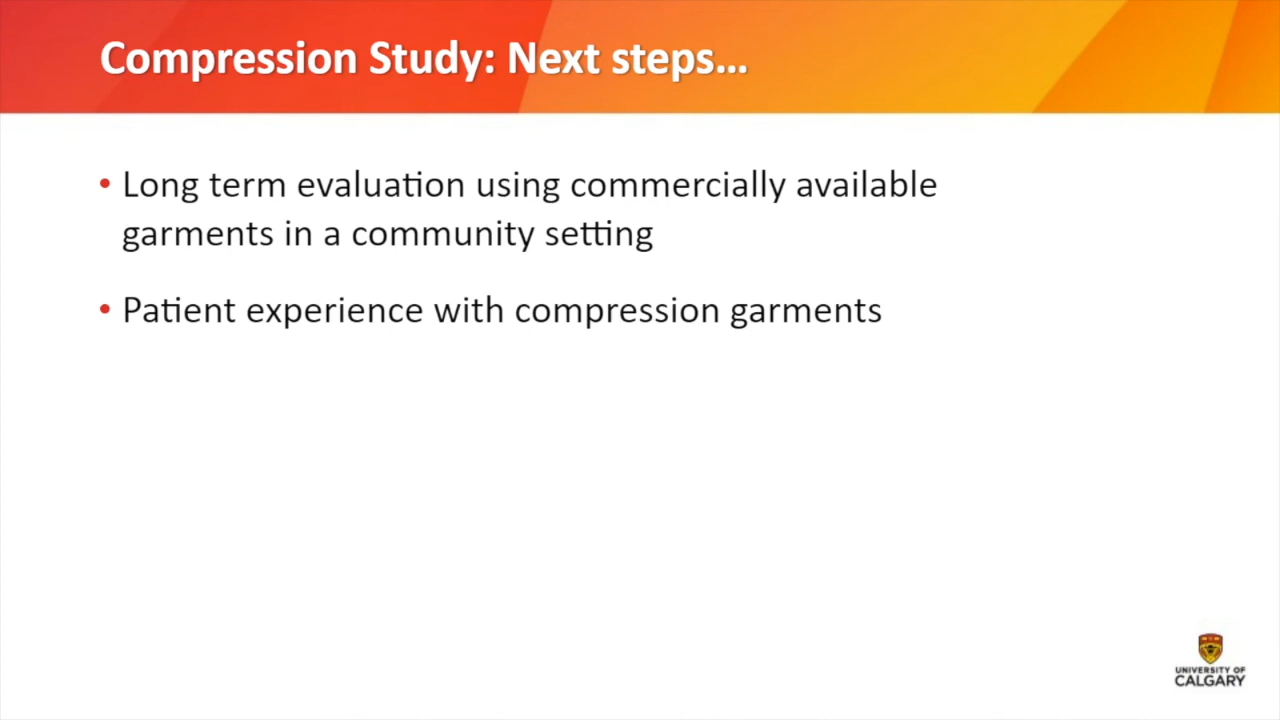 Compression Study: Next steps...
• Long term evaluation using commercially available
garments in a community setting
• Patient experience with compression garments
UNIVERSITY OF
CALGARY